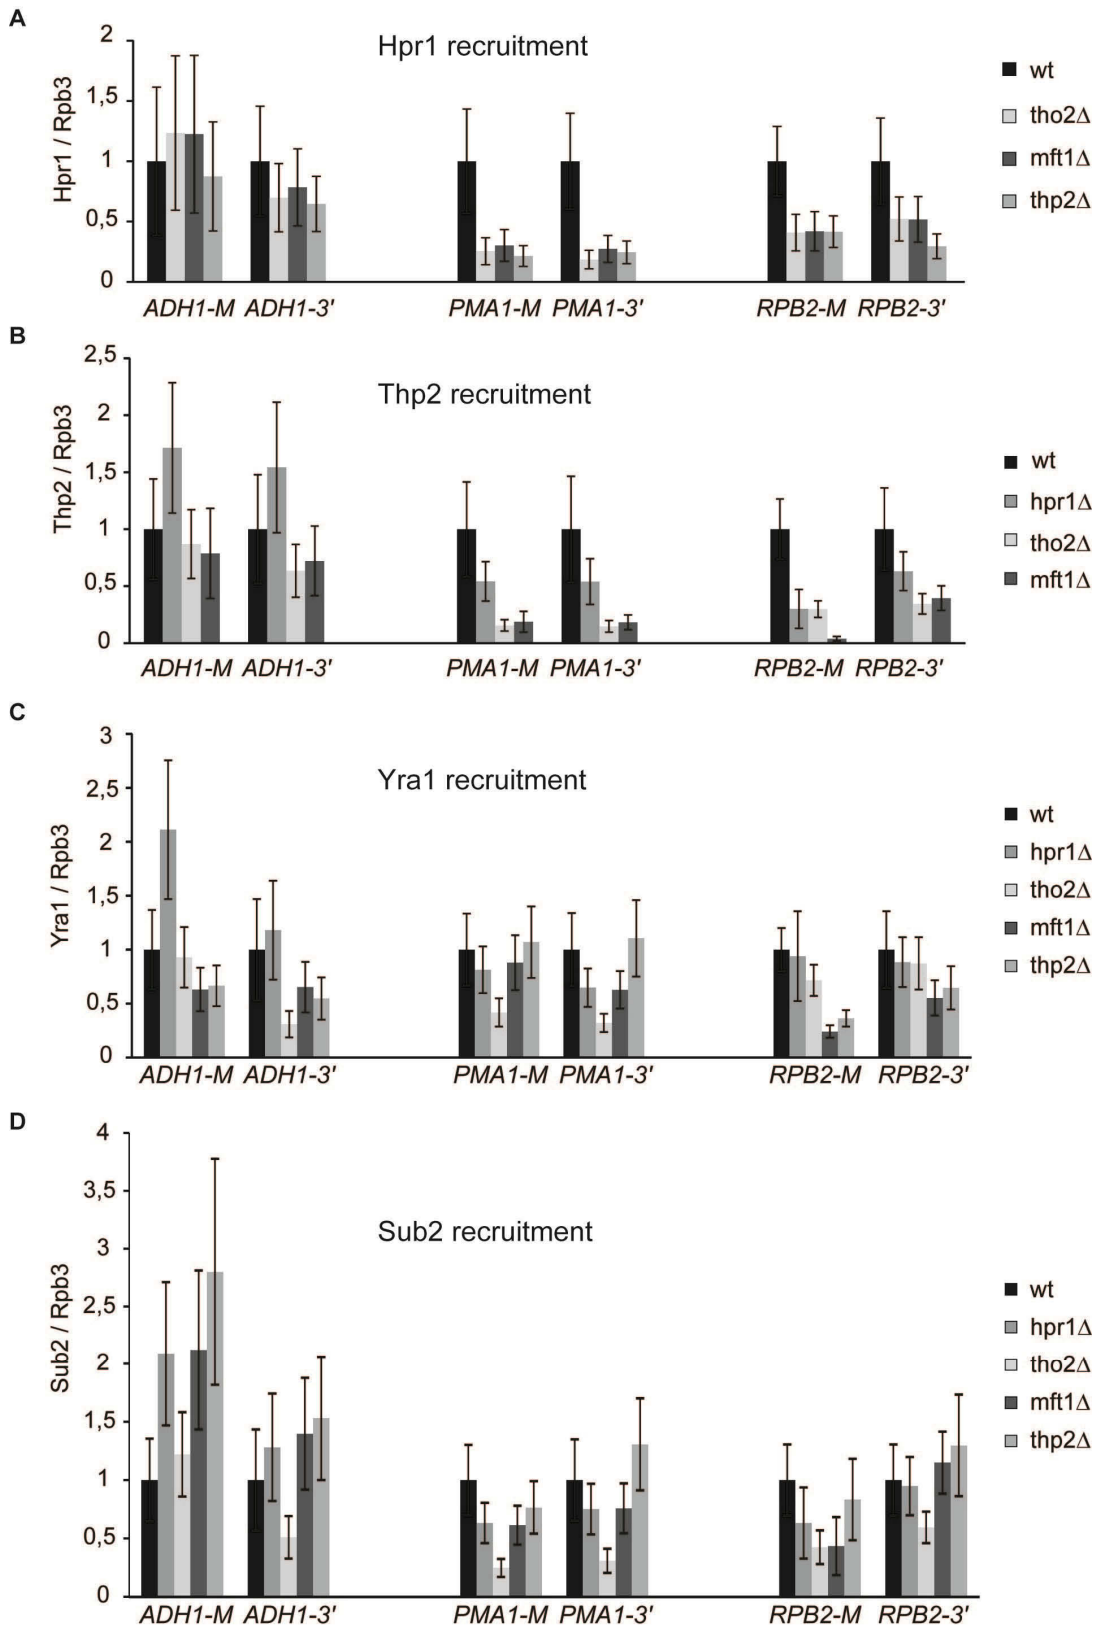 A
Hpr1 recruitment
Hpr1 / Rpb3
2
1,5
1
0,5
0
ADH1-M ADH1-3' PMA1-M PMA1-3' RPB2-M RPB2-3'
wt
tho2Δ
mft1Δ
thp2Δ
B
Thp2 recruitment
Thp2 / Rpb3
2,5
2
1,5
1
0,5
0
ADH1-M ADH1-3' PMA1-M PMA1-3' RPB2-M RPB2-3'
wt
hpr1Δ
tho2Δ
mft1Δ
C
Yra1 recruitment
Yra1 / Rpb3
3
2,5
2
1,5
1
0,5
0
ADH1-M ADH1-3' PMA1-M PMA1-3' RPB2-M RPB2-3'
wt
hpr1Δ
tho2Δ
mft1Δ
thp2Δ
D
Sub2 recruitment
Sub2 / Rpb3
4
3,5
3
2,5
2
1,5
1
0,5
0
ADH1-M ADH1-3' PMA1-M PMA1-3' RPB2-M RPB2-3'
wt
hpr1Δ
tho2Δ
mft1Δ
thp2Δ